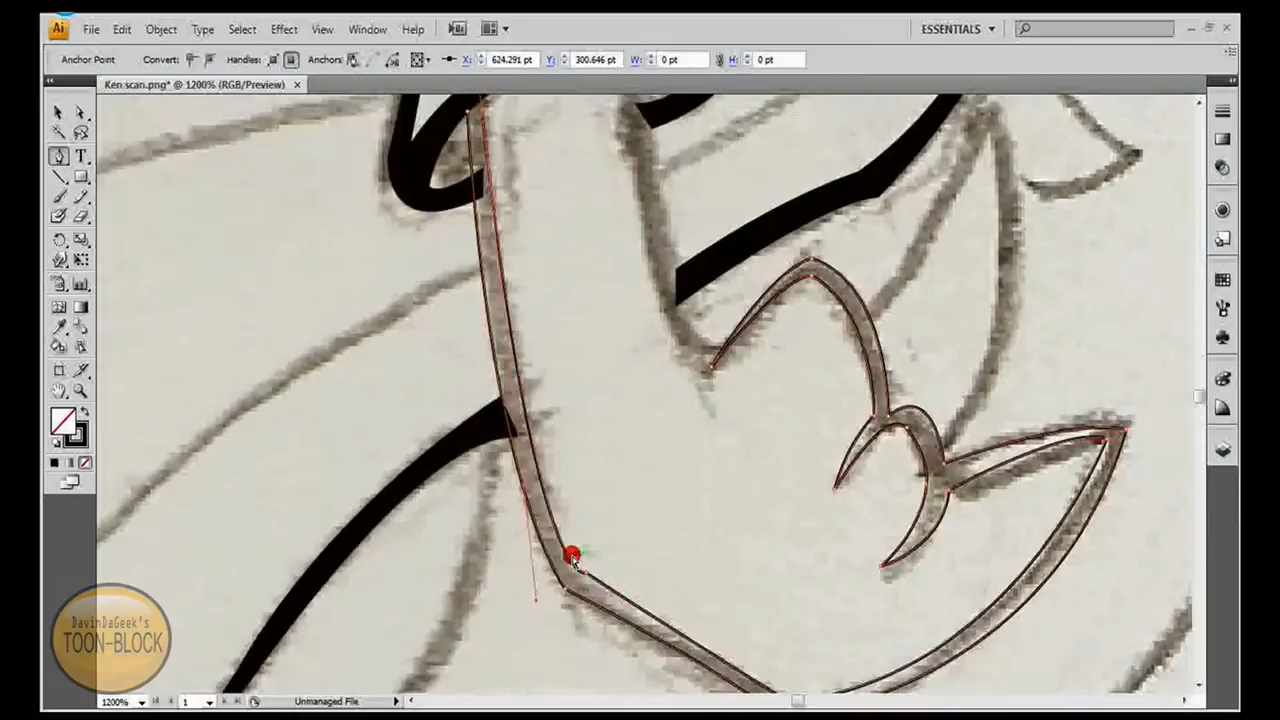 Ai File Edit Object Type Select Effect View Window Help Br ESSENTIALS
Anchor Point Convert: Handles: Anchors: X: 624.291 pt Y: 300.646 pt W: 0 pt H: 0 pt
Ken scan.png* @ 1200% (RGB/Preview)
T
DavinDaGeek's
TOON-BLOCK
1200% 1 Unmanaged File